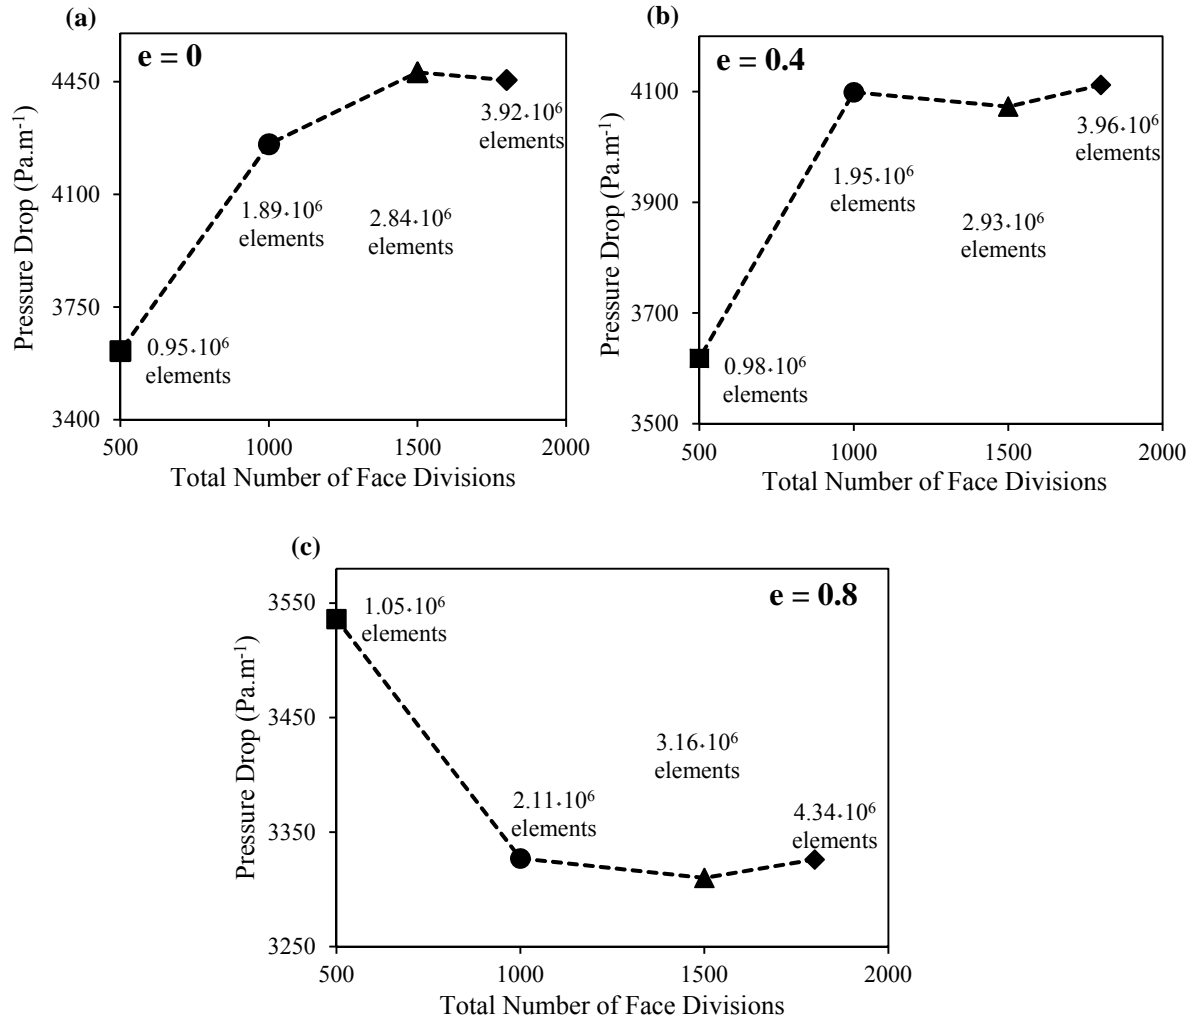 (a)
e = 0
4450
4100
3750
3400
Pressure Drop (Pa.m⁻¹)
3.92.10⁶
elements
1.89.10⁶
elements
2.84.10⁶
elements
0.95.10⁶
elements
500
1000
1500
2000
Total Number of Face Divisions
(b)
e = 0.4
4100
3900
3700
3500
Pressure Drop (Pa.m⁻¹)
3.96.10⁶
elements
1.95.10⁶
elements
2.93.10⁶
elements
0.98.10⁶
elements
500
1000
1500
2000
Total Number of Face Divisions
(c)
e = 0.8
3550
3450
3350
3250
Pressure Drop (Pa.m⁻¹)
1.05.10⁶
elements
3.16.10⁶
elements
2.11.10⁶
elements
4.34.10⁶
elements
500
1000
1500
2000
Total Number of Face Divisions